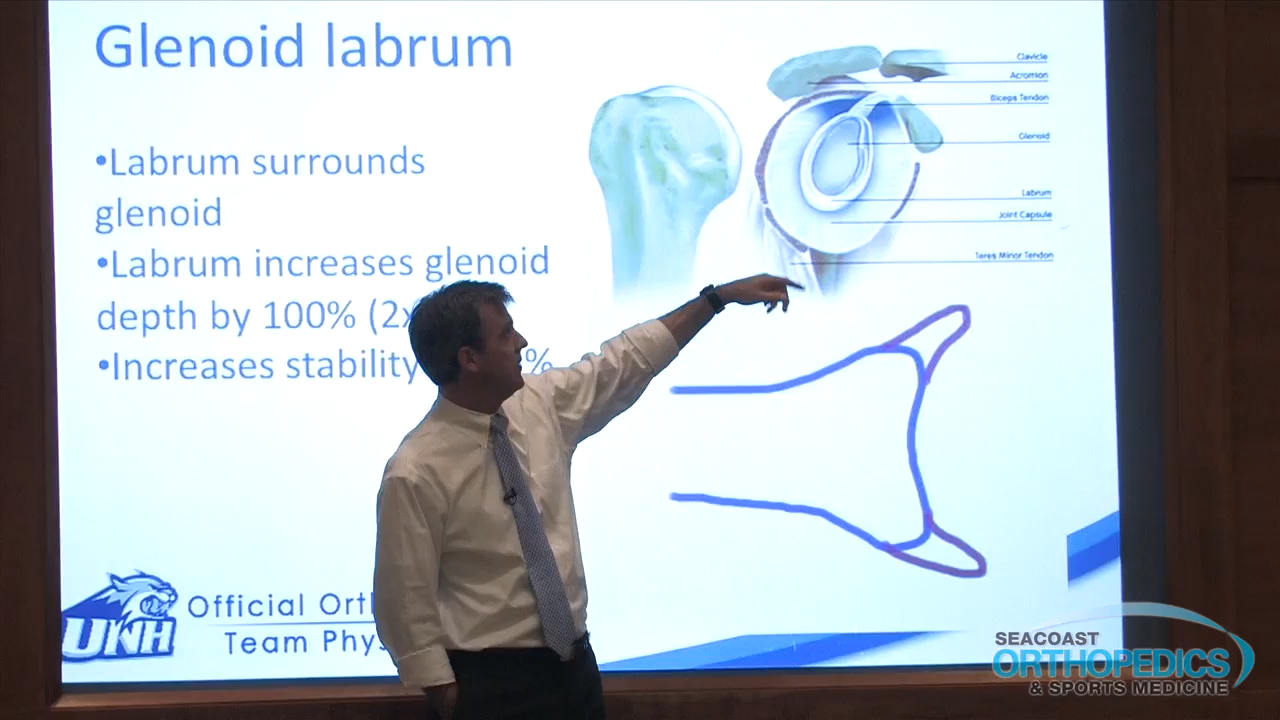 Glenoid labrum
•Labrum surrounds
glenoid
•Labrum increases glenoid
depth by 100% (2x
•Increases stability %
Clavicle
Acromion
Biceps Tendon
Glenoid
Labrum
Joint Capsule
Teres Minor Tendon
UNH
Official Ort
Team Phys
SEACOAST
ORTHOPEDICS
& SPORTS MEDICINE